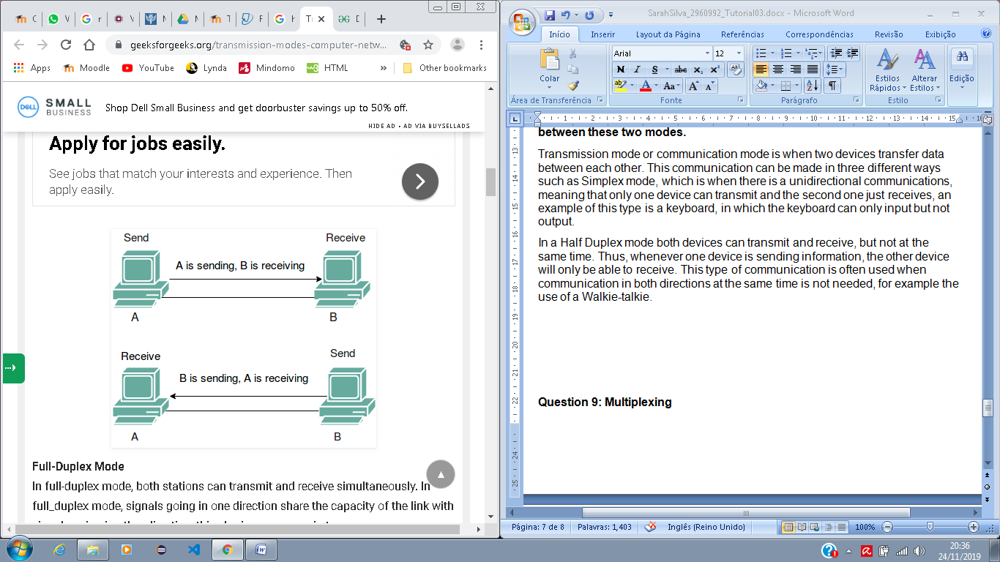 SarahSilva_2960992_Tutorial03.docx - Microsoft Word
Início Inserir Layout da Página Referências Correspondências Revisão Exibição
geeksforgeeks.org/transmission-modes-computer-netw...
Apps Moodle YouTube Lynda Mindomo HTML » Other bookmarks
Colar
Arial 12
Estilos Rápidos Alterar Estilos Edição
Área de Transferência Fonte Parágrafo Estilo
DELL SMALL BUSINESS
Shop Dell Small Business and get doorbuster savings up to 50% off.
HIDE AD • AD VIA BUYSELLADS
Apply for jobs easily.
See jobs that match your interests and experience. Then
apply easily.
Send Receive
A is sending, B is receiving
A B
Receive Send
B is sending, A is receiving
A B
Full-Duplex Mode
In full-duplex mode, both stations can transmit and receive simultaneously. In
full_duplex mode, signals going in one direction share the capacity of the link with
between these two modes.
Transmission mode or communication mode is when two devices transfer data
between each other. This communication can be made in three different ways
such as Simplex mode, which is when there is a unidirectional communications,
meaning that only one device can transmit and the second one just receives, an
example of this type is a keyboard, in which the keyboard can only input but not
output.
In a Half Duplex mode both devices can transmit and receive, but not at the
same time. Thus, whenever one device is sending information, the other device
will only be able to receive. This type of communication is often used when
communication in both directions at the same time is not needed, for example the
use of a Walkie-talkie.
Question 9: Multiplexing
Página: 7 de 8 Palavras: 1,403 Inglês (Reino Unido) 100%
20:36
24/11/2019